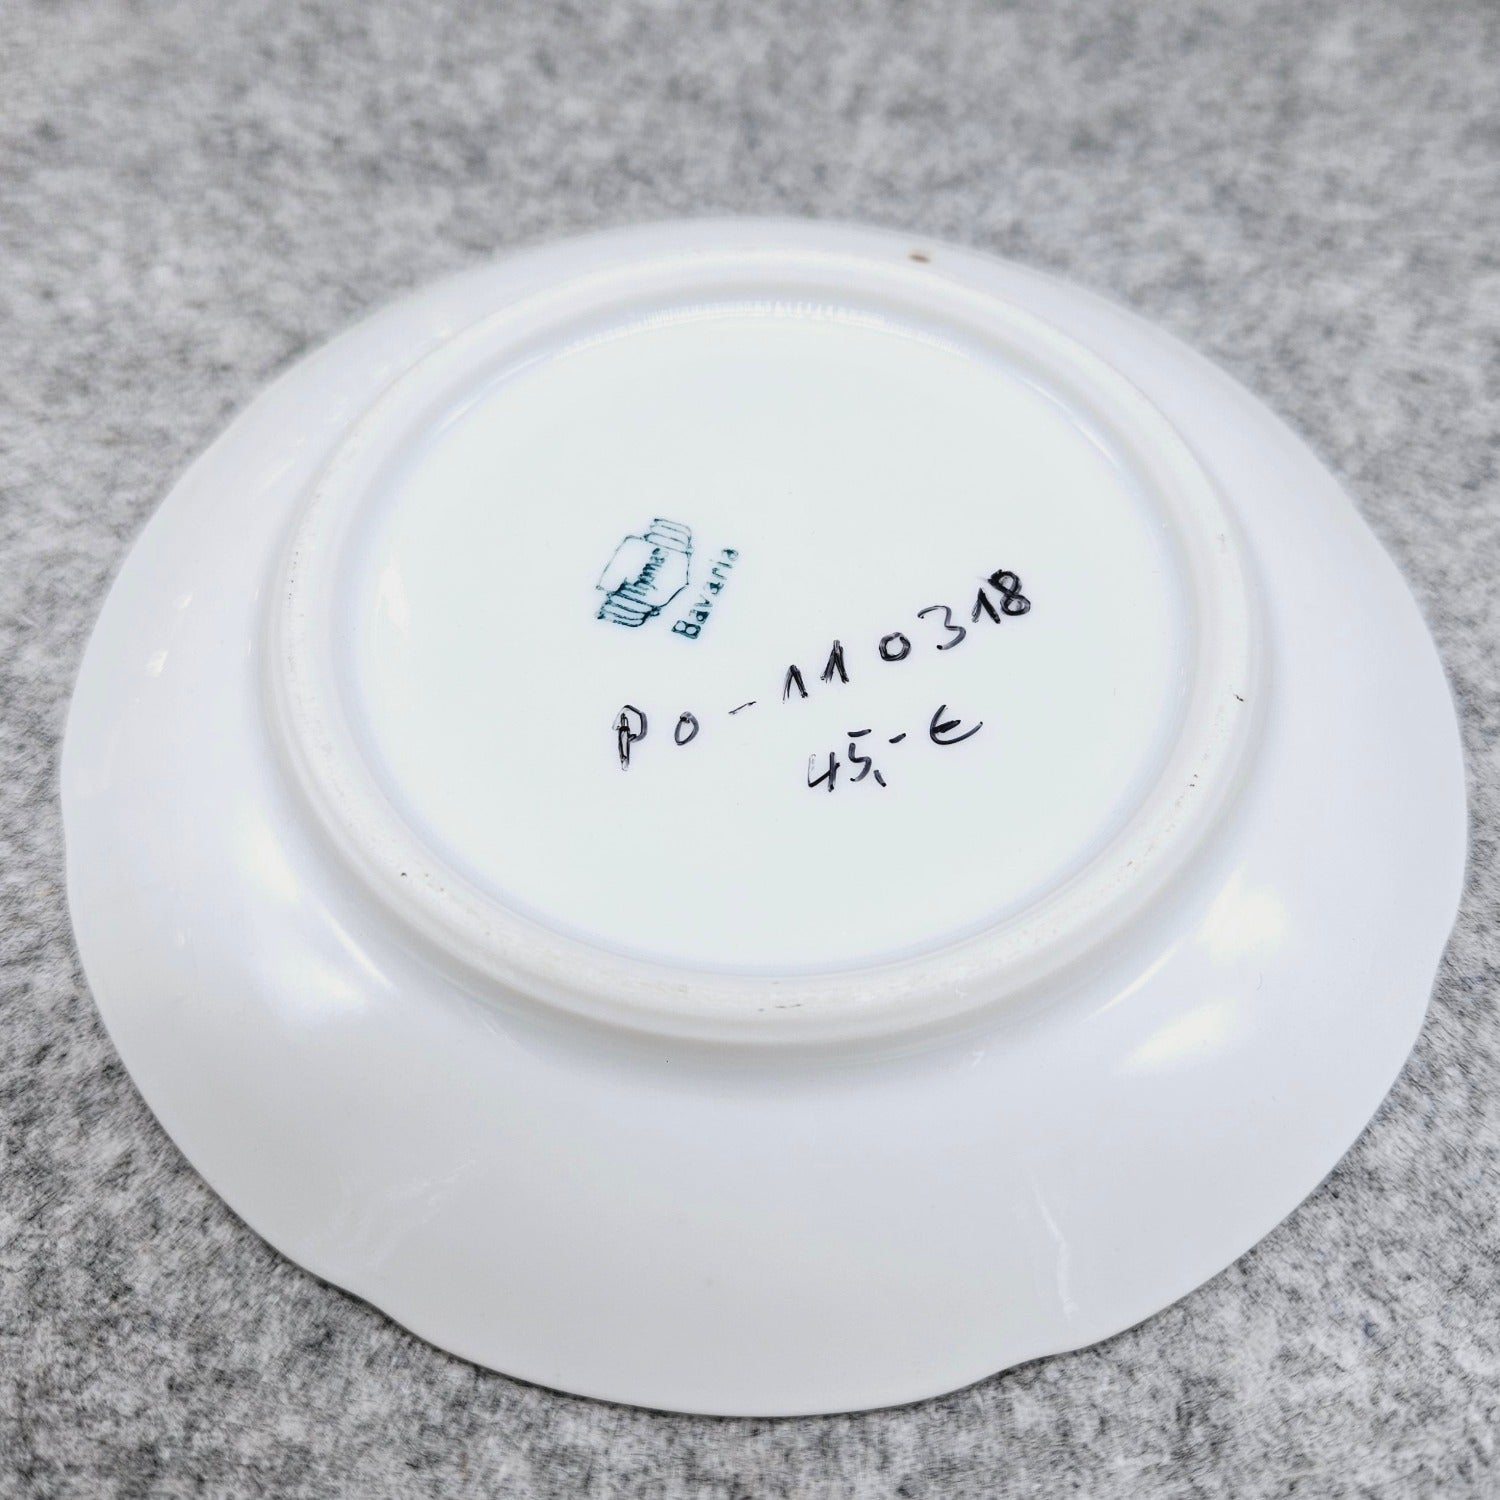 Thomas
Bavaria
PO-110318
45,-€